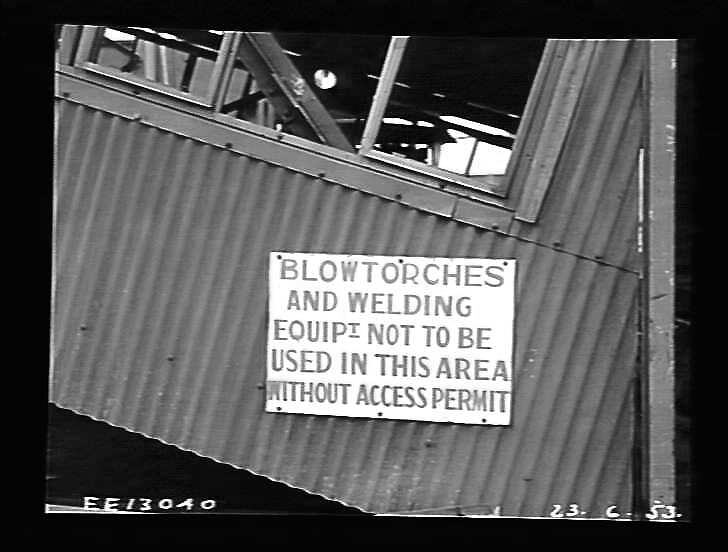 BLOWTORCHES
AND WELDING
EQUIPT NOT TO BE
USED IN THIS AREA
WITHOUT ACCESS PERMIT
EE13040
23. 6. 53.